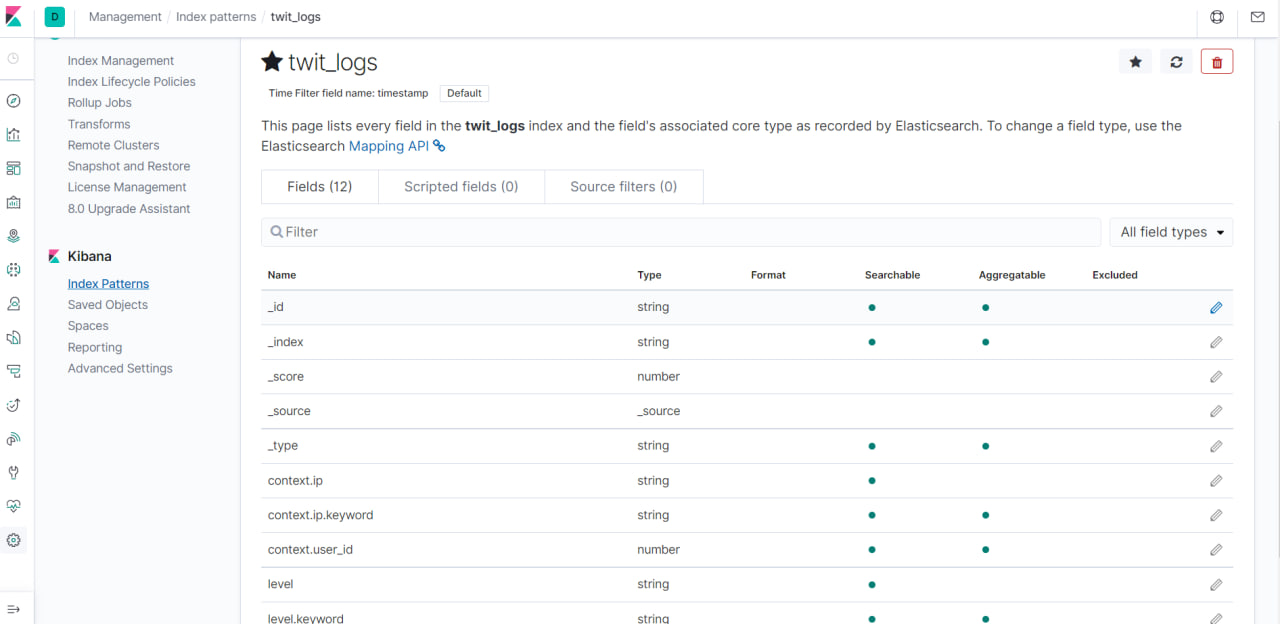 D Management / Index patterns / twit_logs
Index Management
Index Lifecycle Policies
Rollup Jobs
Transforms
Remote Clusters
Snapshot and Restore
License Management
8.0 Upgrade Assistant
Kibana
Index Patterns
Saved Objects
Spaces
Reporting
Advanced Settings
twit_logs
Time Filter field name: timestamp Default
This page lists every field in the twit_logs index and the field's associated core type as recorded by Elasticsearch. To change a field type, use the
Elasticsearch Mapping API
Fields (12) Scripted fields (0) Source filters (0)
Filter All field types
Name Type Format Searchable Aggregatable Excluded
_id string
_index string
_score number
_source _source
_type string
context.ip string
context.ip.keyword string
context.user_id number
level string
level.keyword string